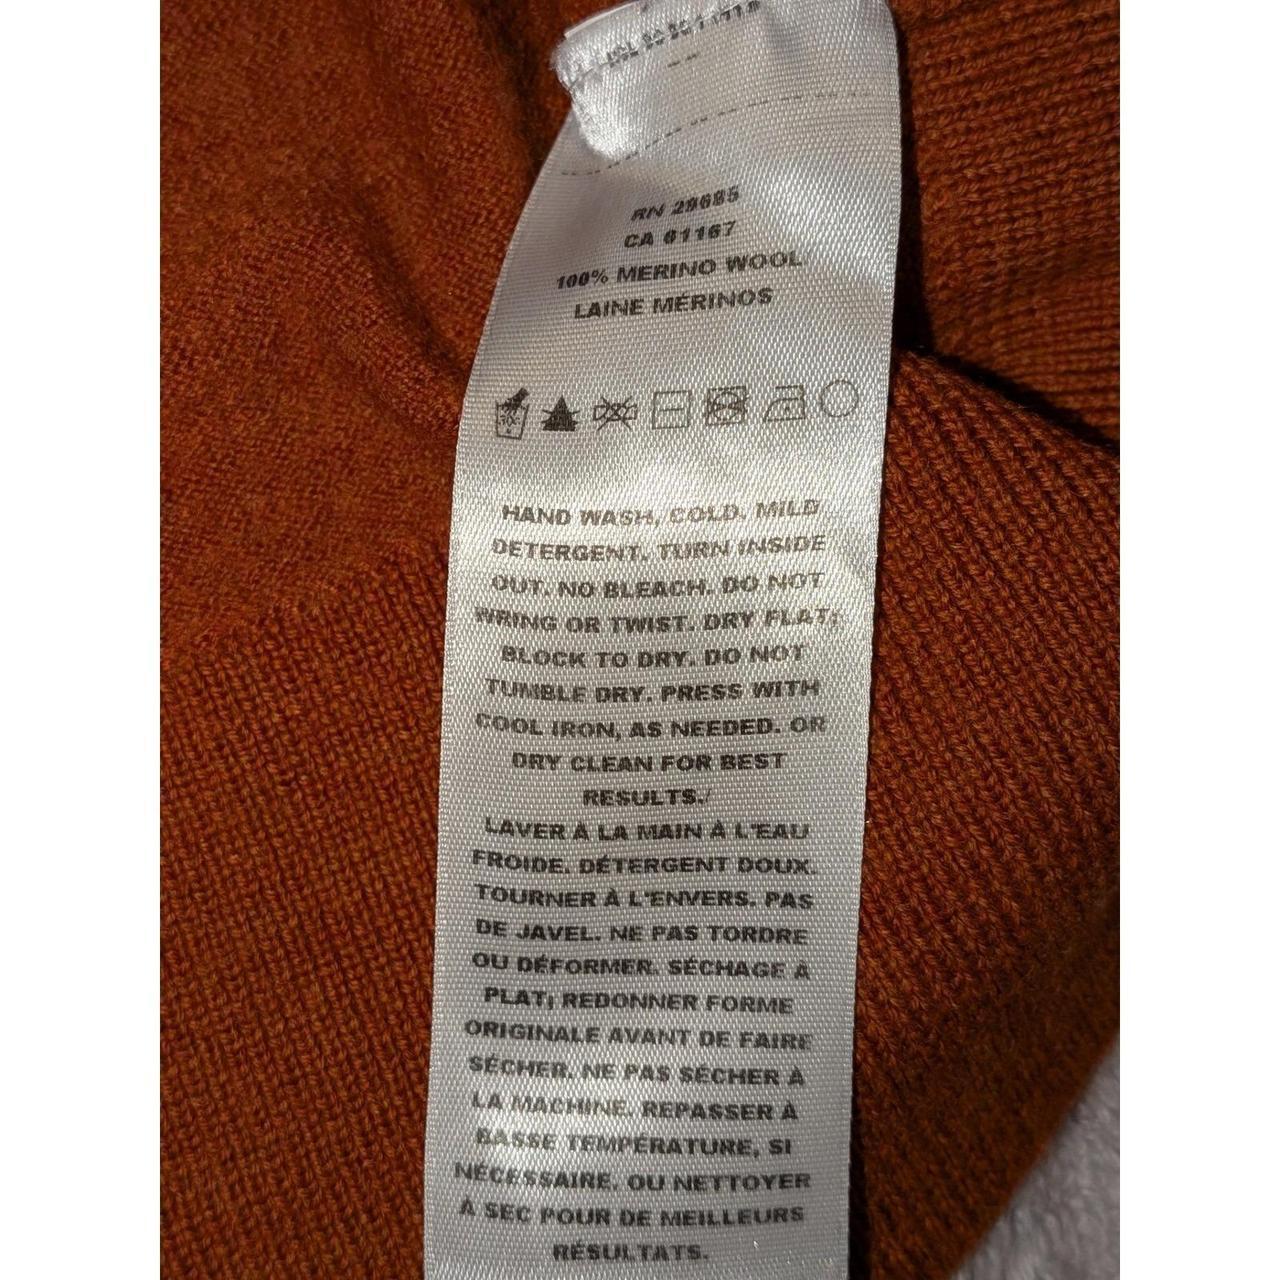 RN 29685
CA 61167
100% MERINO WOOL
LAINE MÉRINOS
HAND WASH, COLD. MILD
DETERGENT. TURN INSIDE
OUT. NO BLEACH. DO NOT
WRING OR TWIST. DRY FLAT;
BLOCK TO DRY. DO NOT
TUMBLE DRY. PRESS WITH
COOL IRON, AS NEEDED. OR
DRY CLEAN FOR BEST
RESULTS./
LAVER À LA MAIN À L'EAU
FROIDE. DÉTERGENT DOUX.
TOURNER À L'ENVERS. PAS
DE JAVEL. NE PAS TORDRE
OU DÉFORMER. SÉCHAGE À
PLAT; REDONNER FORME
ORIGINALE AVANT DE FAIRE
SÉCHER. NE PAS SÉCHER À
LA MACHINE. REPASSER À
BASSE TEMPÉRATURE, SI
NÉCESSAIRE. OU NETTOYER
À SEC POUR DE MEILLEURS
RÉSULTATS.